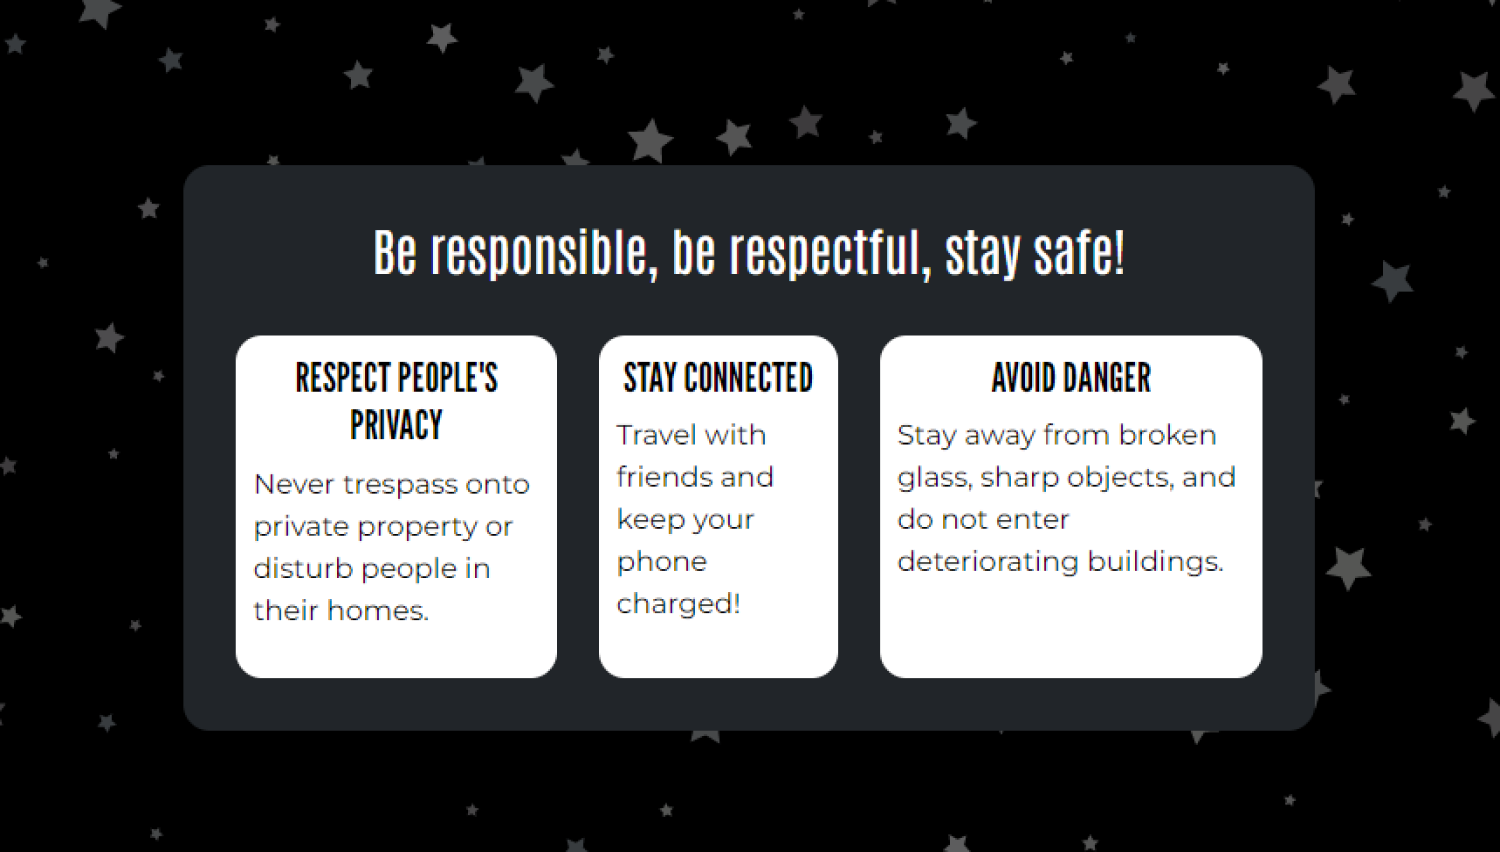 Be responsible, be respectful, stay safe!
RESPECT PEOPLE'S
PRIVACY
Never trespass onto
private property or
disturb people in
their homes.
STAY CONNECTED
Travel with
friends and
keep your
phone
charged!
AVOID DANGER
Stay away from broken
glass, sharp objects, and
do not enter
deteriorating buildings.